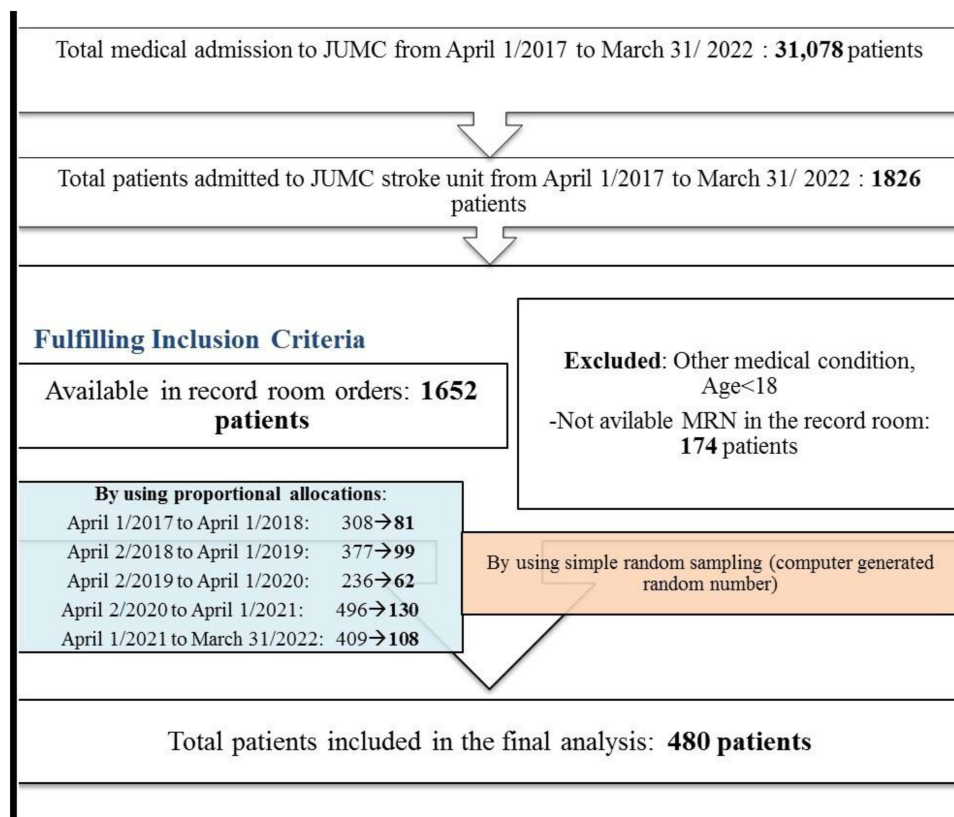 Total medical admission to JUMC from April 1/2017 to March 31/ 2022 : 31,078 patients
Total patients admitted to JUMC stroke unit from April 1/2017 to March 31/ 2022 : 1826
patients
Fulfilling Inclusion Criteria
Available in record room orders: 1652
patients
Excluded: Other medical condition,
Age<18
-Not avilable MRN in the record room:
174 patients
By using proportional allocations:
April 1/2017 to April 1/2018: 308→81
April 2/2018 to April 1/2019: 377→99
April 2/2019 to April 1/2020: 236→62
April 2/2020 to April 1/2021: 496→130
April 1/2021 to March 31/2022: 409→108
By using simple random sampling (computer generated
random number)
Total patients included in the final analysis: 480 patients